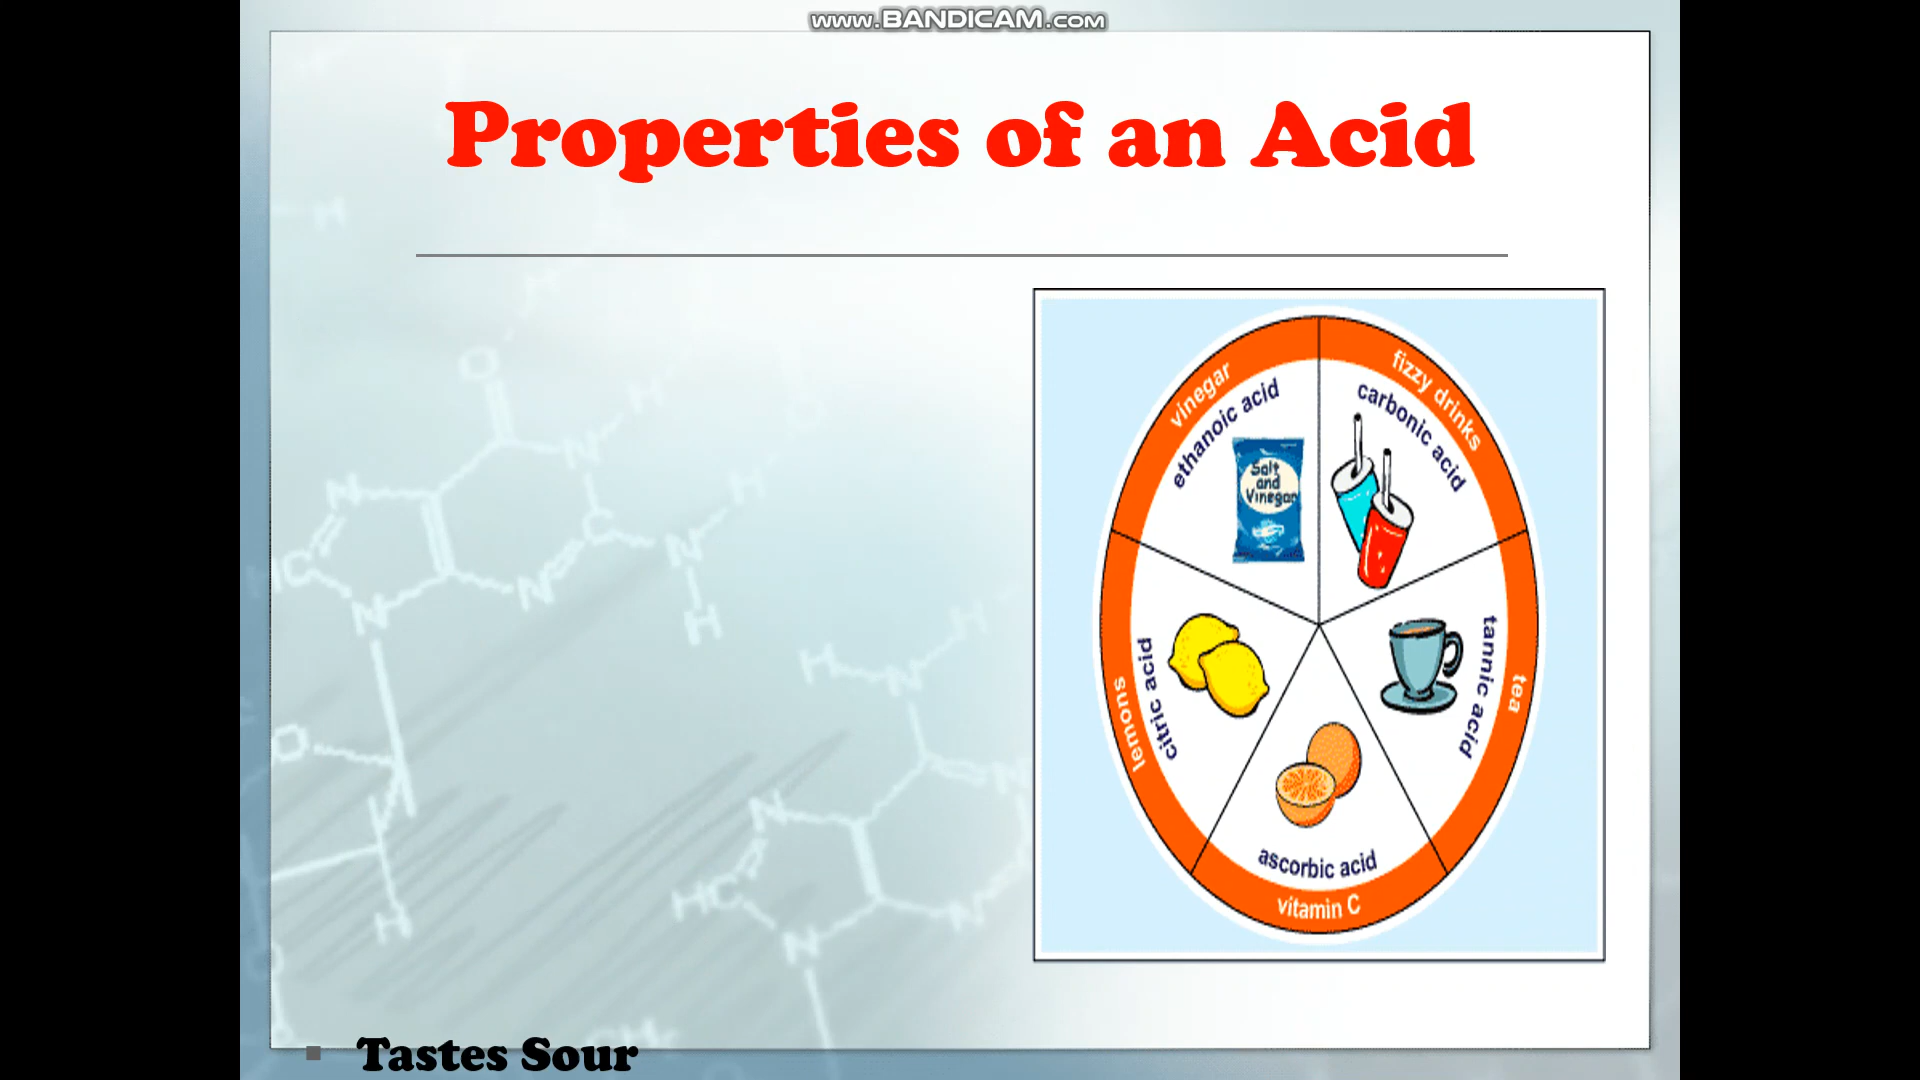 www.BANDICAM.com
Properties of an Acid
vinegar
ethanoic acid
Salt
and
Vinegar
fizzy drinks
carbonic acid
lemons
citric acid
tannic acid
tea
ascorbic acid
vitamin C
O
H
H
N
N
H
C
N
C
N
N
N
H
H
N
H
O
N
N
HC
N
N
H
▪ Tastes Sour